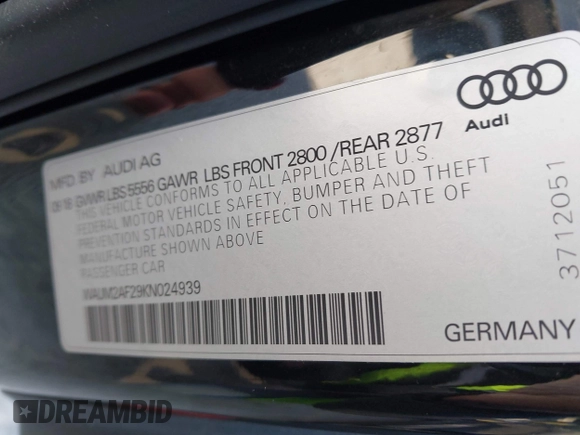 MFD. BY AUDI AG
08/18 GVWR LBS 5556 GAWR LBS FRONT 2800 /REAR 2877
THIS VEHICLE CONFORMS TO ALL APPLICABLE U.S.
FEDERAL MOTOR VEHICLE SAFETY, BUMPER AND THEFT
PREVENTION STANDARDS IN EFFECT ON THE DATE OF
MANUFACTURE SHOWN ABOVE
PASSENGER CAR
WAUM2AF29KN024939
Audi
3712051
GERMANY
DREAMBID